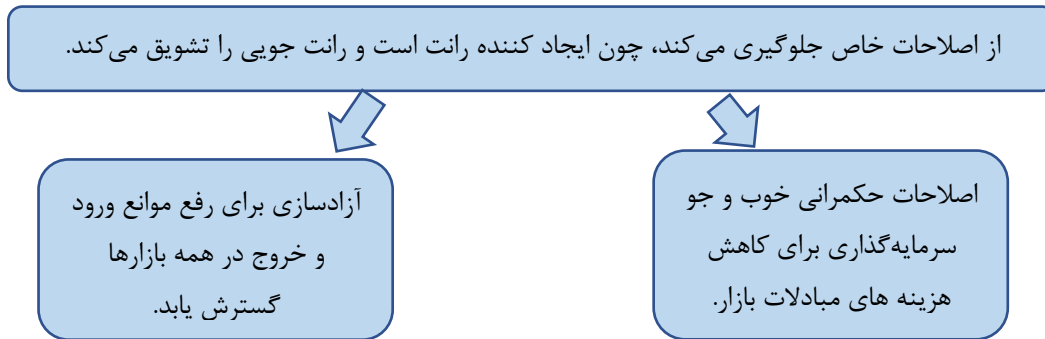 از اصلاحات خاص جلوگیری می‌کند، چون ایجاد کننده رانت است و رانت جویی را تشویق می‌کند.
اصلاحات حکمرانی خوب و جو
سرمایه‌گذاری برای کاهش
هزینه های مبادلات بازار.
آزادسازی برای رفع موانع ورود
و خروج در همه بازارها
گسترش یابد.